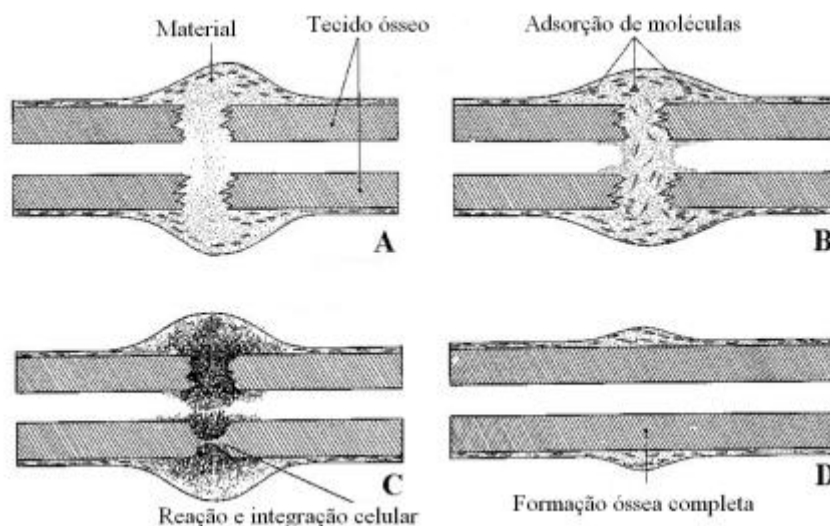 Material
Tecido ósseo
A
Adsorção de moléculas
B
C
Reação e integração celular
D
Formação óssea completa